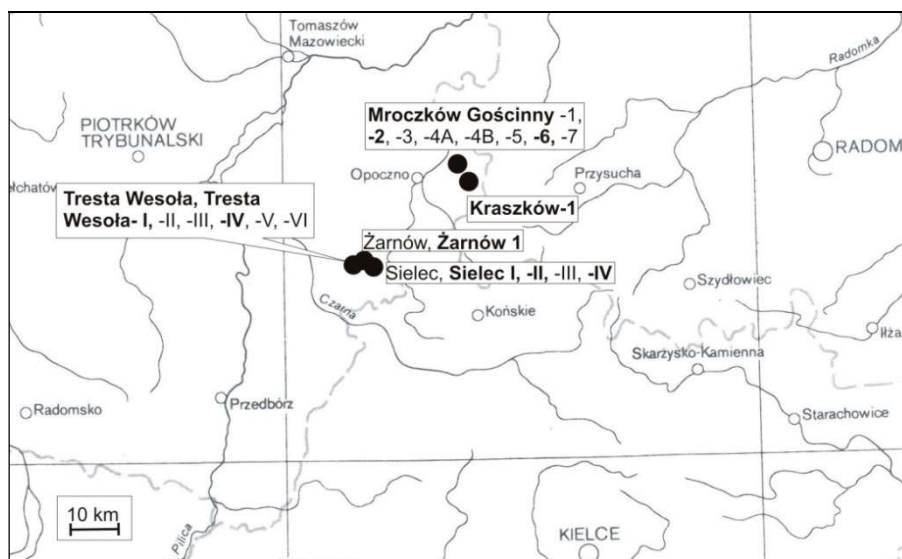 Tomaszów
Mazowiecki
Radomka
PIOTRKÓW
TRYBUNALSKI
Mroczków Gościnny -1,
-2, -3, -4A, -4B, -5, -6, -7
RADOM
ełchatów
Opoczno
Przysucha
Tresta Wesoła, Tresta
Wesoła- I, -II, -III, -IV, -V, -VI
Kraszków-1
Żarnów, Żarnów 1
Sielec, Sielec I, -II, -III, -IV
Szydłowiec
Czarna
Końskie
Iłża
Skarżysko-Kamienna
Radomsko
Przedbórz
Starachowice
10 km
Pilica
KIELCE